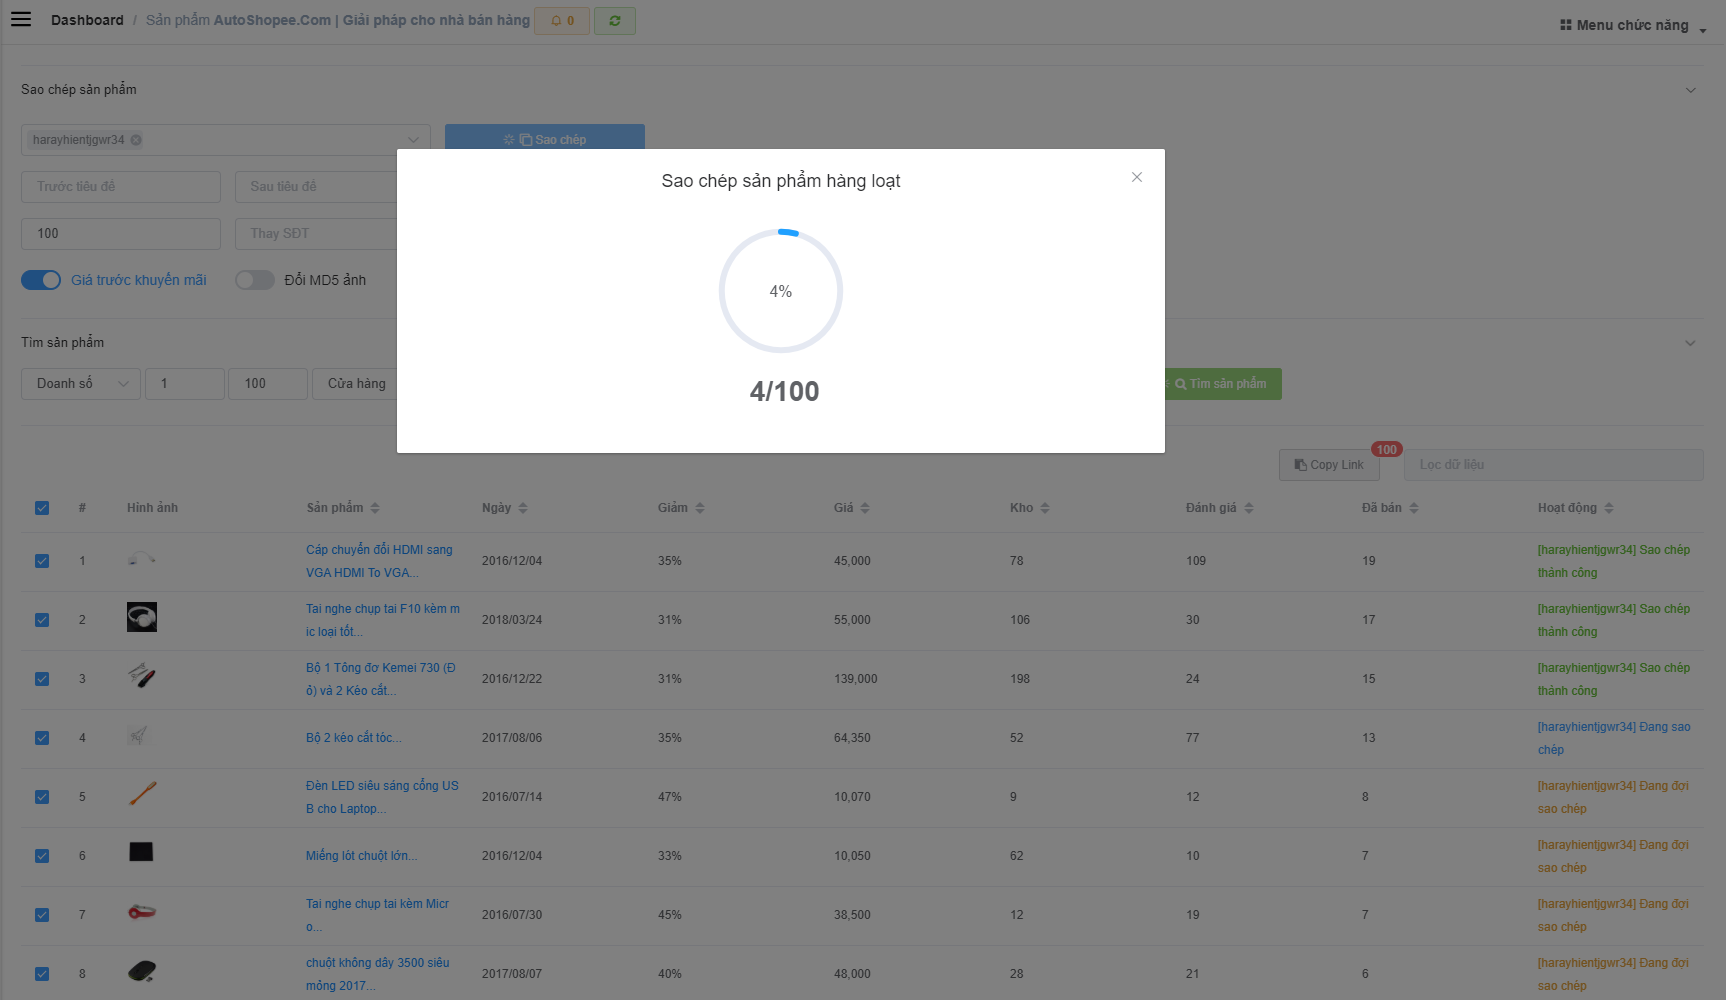 Dashboard / Sản phẩm AutoShopee.Com | Giải pháp cho nhà bán hàng 0
Menu chức năng
Sao chép sản phẩm
harayhientjgwr34
Sao chép
Trước tiêu đề
Sau tiêu đề
100
Thay SĐT
Giá trước khuyến mãi
Đổi MD5 ảnh
Sao chép sản phẩm hàng loạt
4%
4/100
Tìm sản phẩm
Doanh số
1
100
Cửa hàng
Tìm sản phẩm
Copy Link
100
Lọc dữ liệu
# Hình ảnh Sản phẩm Ngày Giảm Giá Kho Đánh giá Đã bán Hoạt động
1 Cáp chuyển đổi HDMI sang 2016/12/04 35% 45,000 78 109 19 [harayhientjgwr34] Sao chép
VGA HDMI To VGA... thành công
2 Tai nghe chụp tai F10 kèm m 2018/03/24 31% 55,000 106 30 17 [harayhientjgwr34] Sao chép
ic loại tốt... thành công
3 Bộ 1 Tông đơ Kemei 730 (Đ 2016/12/22 31% 139,000 198 24 15 [harayhientjgwr34] Sao chép
ỏ) và 2 Kéo cắt... thành công
4 Bộ 2 kéo cắt tóc... 2017/08/06 35% 64,350 52 77 13 [harayhientjgwr34] Đang sao
chép
5 Đèn LED siêu sáng cổng US 2016/07/14 47% 10,070 9 12 8 [harayhientjgwr34] Đang đợi
B cho Laptop... sao chép
6 Miếng lót chuột lớn... 2016/12/04 33% 10,050 62 10 7 [harayhientjgwr34] Đang đợi
sao chép
7 Tai nghe chụp tai kèm Micr 2016/07/30 45% 38,500 12 19 7 [harayhientjgwr34] Đang đợi
o... sao chép
8 chuột không dây 3500 siêu 2017/08/07 40% 48,000 28 21 6 [harayhientjgwr34] Đang đợi
mỏng 2017... sao chép